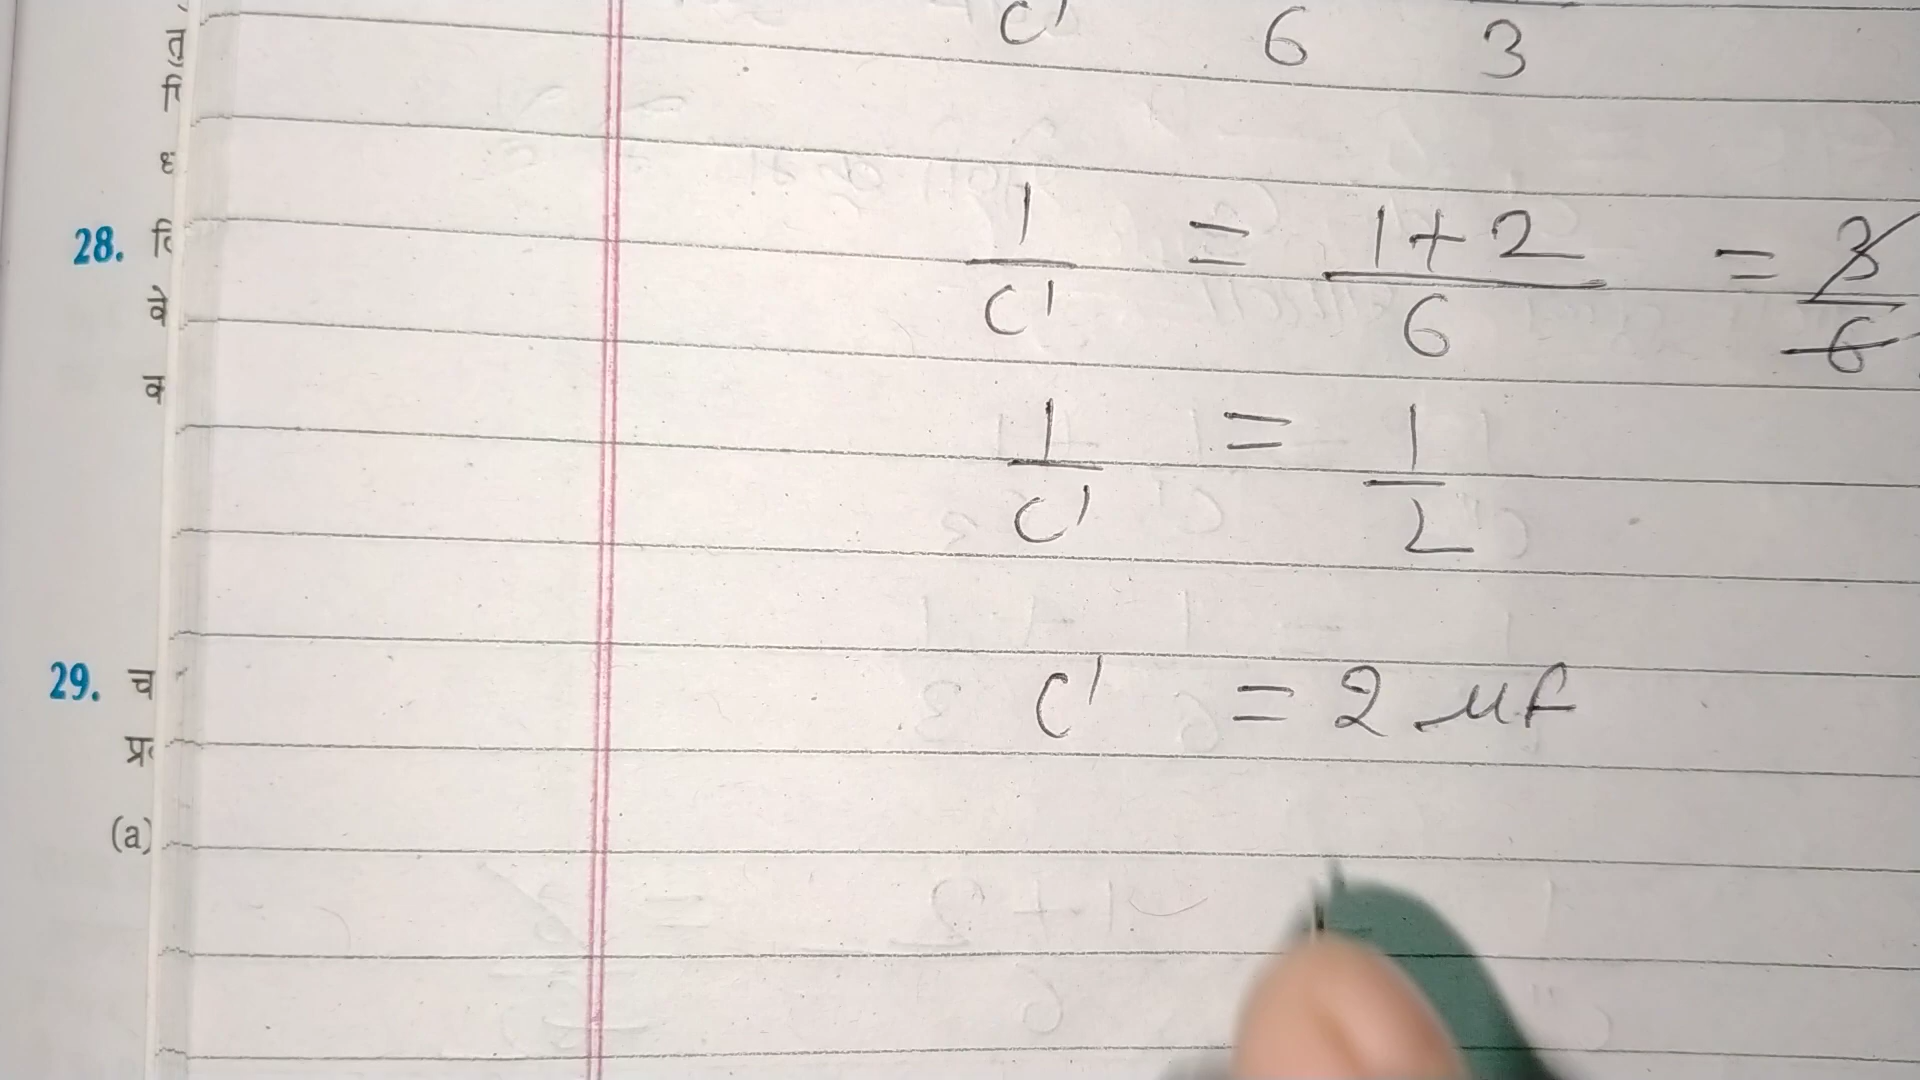 C' 6 3
1/C' = 1+2/6 = 3/6
28.
1/C' = 1/2
29. C' = 2 μf
(a)